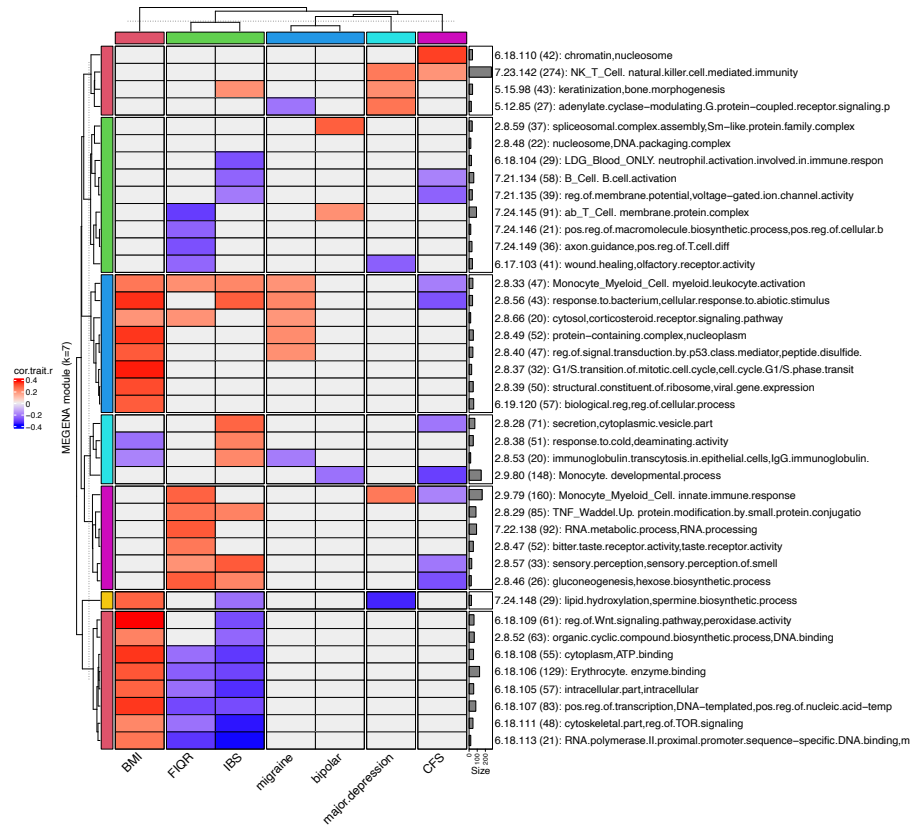 6.18.110 (42): chromatin,nucleosome
7.23.142 (274): NK_T_Cell. natural.killer.cell.mediated.immunity
5.15.98 (43): keratinization,bone.morphogenesis
5.12.85 (27): adenylate.cyclase−modulating.G.protein−coupled.receptor.signaling.p
2.8.59 (37): spliceosomal.complex.assembly,Sm−like.protein.family.complex
2.8.48 (22): nucleosome,DNA.packaging.complex
6.18.104 (29): LDG_Blood_ONLY. neutrophil.activation.involved.in.immune.respon
7.21.134 (58): B_Cell. B.cell.activation
7.21.135 (39): reg.of.membrane.potential,voltage−gated.ion.channel.activity
7.24.145 (91): ab_T_Cell. membrane.protein.complex
7.24.146 (21): pos.reg.of.macromolecule.biosynthetic.process,pos.reg.of.cellular.b
7.24.149 (36): axon.guidance,pos.reg.of.T.cell.diff
6.17.103 (41): wound.healing,olfactory.receptor.activity
2.8.33 (47): Monocyte_Myeloid_Cell. myeloid.leukocyte.activation
2.8.56 (43): response.to.bacterium,cellular.response.to.abiotic.stimulus
2.8.66 (20): cytosol,corticosteroid.receptor.signaling.pathway
2.8.49 (52): protein−containing.complex,nucleoplasm
2.8.40 (47): reg.of.signal.transduction.by.p53.class.mediator,peptide.disulfide.
2.8.37 (32): G1/S.transition.of.mitotic.cell.cycle,cell.cycle.G1/S.phase.transit
2.8.39 (50): structural.constituent.of.ribosome,viral.gene.expression
6.19.120 (57): biological.reg,reg.of.cellular.process
2.8.28 (71): secretion,cytoplasmic.vesicle.part
2.8.38 (51): response.to.cold,deaminating.activity
2.8.53 (20): immunoglobulin.transcytosis.in.epithelial.cells,IgG.immunoglobulin.
2.9.80 (148): Monocyte. developmental.process
2.9.79 (160): Monocyte_Myeloid_Cell. innate.immune.response
2.8.29 (85): TNF_Waddel.Up. protein.modification.by.small.protein.conjugatio
7.22.138 (92): RNA.metabolic.process,RNA.processing
2.8.47 (52): bitter.taste.receptor.activity,taste.receptor.activity
2.8.57 (33): sensory.perception,sensory.perception.of.smell
2.8.46 (26): gluconeogenesis,hexose.biosynthetic.process
7.24.148 (29): lipid.hydroxylation,spermine.biosynthetic.process
6.18.109 (61): reg.of.Wnt.signaling.pathway,peroxidase.activity
2.8.52 (63): organic.cyclic.compound.biosynthetic.process,DNA.binding
6.18.108 (55): cytoplasm,ATP.binding
6.18.106 (129): Erythrocyte. enzyme.binding
6.18.105 (57): intracellular.part,intracellular
6.18.107 (83): pos.reg.of.transcription,DNA−templated,pos.reg.of.nucleic.acid−temp
6.18.111 (48): cytoskeletal.part,reg.of.TOR.signaling
6.18.113 (21): RNA.polymerase.II.proximal.promoter.sequence−specific.DNA.binding,m
cor.trait.r
0.4
0.2
0
−0.2
−0.4
MEGENA module (k=7)
BMI
FIQR
IBS
migraine
bipolar
major.depression
CFS
0
100
200
Size